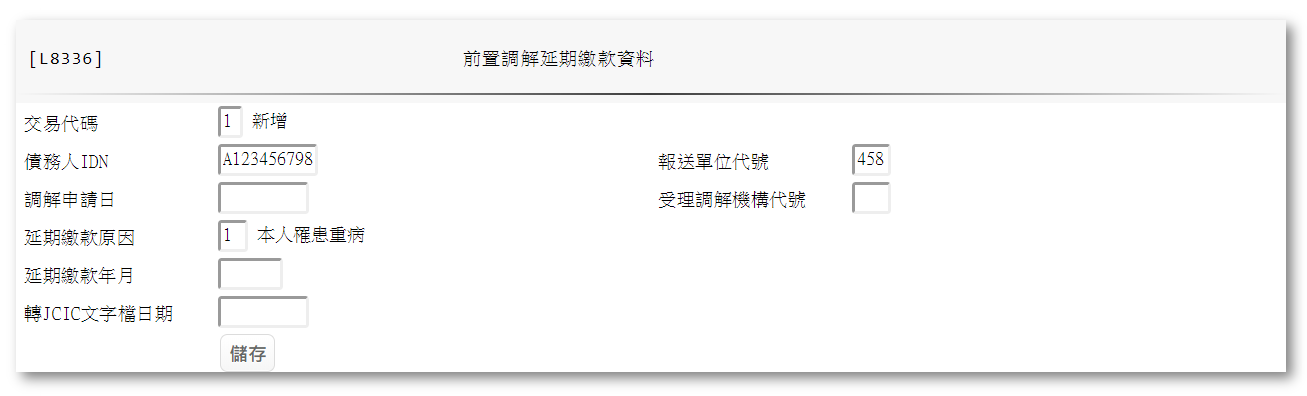 [L8336] 前置調解延期繳款資料
交易代碼 1 新增
債務人IDN A123456798 報送單位代號 458
調解申請日 受理調解機構代號
延期繳款原因 1 本人罹患重病
延期繳款年月
轉JCIC文字檔日期
儲存